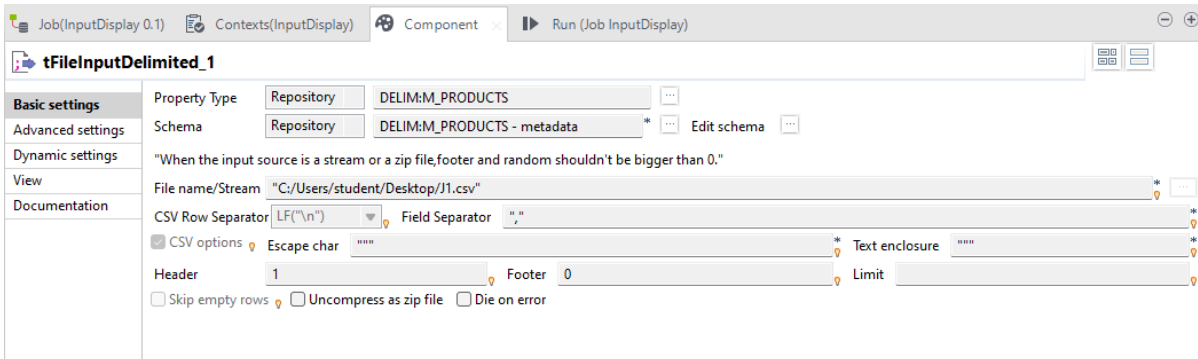 Job(InputDisplay 0.1) Contexts(InputDisplay) Component Run (Job InputDisplay)
tFileInputDelimited_1
Basic settings
Advanced settings
Dynamic settings
View
Documentation
Property Type Repository DELIM:M_PRODUCTS ...
Schema Repository DELIM:M_PRODUCTS - metadata * ... Edit schema ...
"When the input source is a stream or a zip file,footer and random shouldn't be bigger than 0."
File name/Stream "C:/Users/student/Desktop/J1.csv" * ...
CSV Row Separator LF("\n") Field Separator "," *
CSV options Escape char """ * Text enclosure """ *
Header 1 Footer 0 Limit
Skip empty rows Uncompress as zip file Die on error